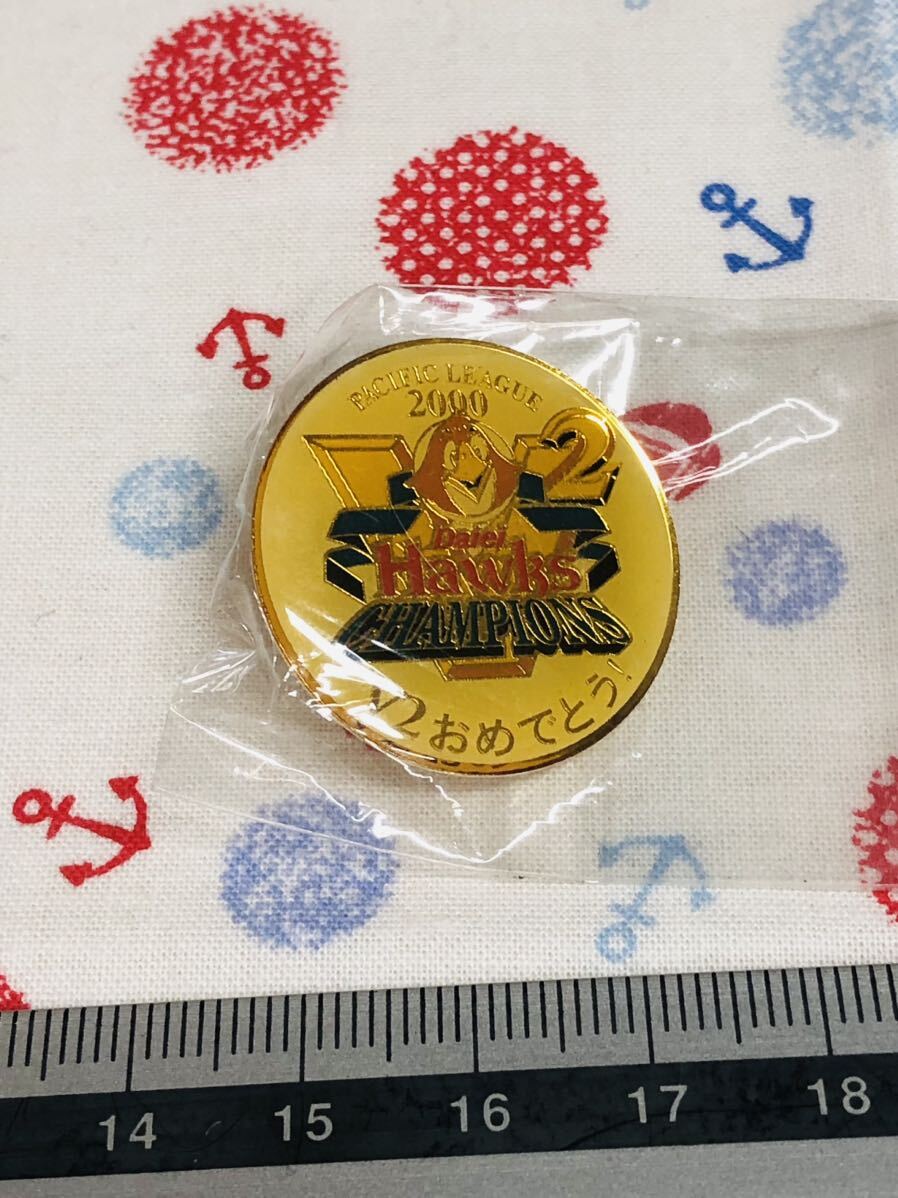 PACIFIC LEAGUE
2000
V2
Daiei
Hawks
CHAMPIONS
V2おめでとう!
14 15 16 17 18